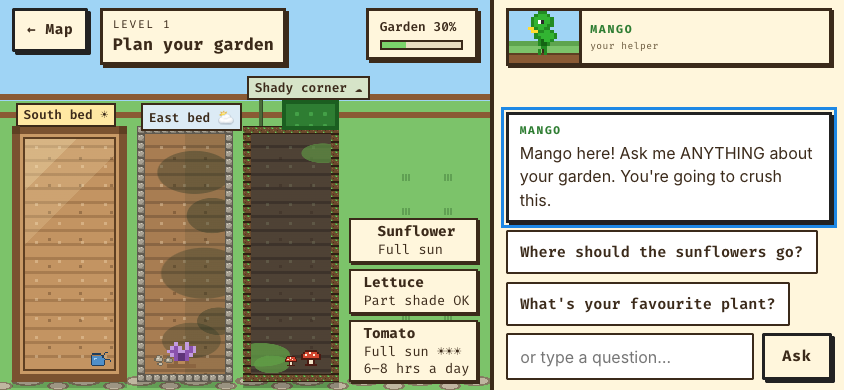 ← Map
LEVEL 1
Plan your garden
Garden 30%
Shady corner ☁
South bed ☀
East bed ⛅
Sunflower
Full sun
Lettuce
Part shade OK
Tomato
Full sun ☀☀☀
6–8 hrs a day
MANGO
your helper
MANGO
Mango here! Ask me ANYTHING about
your garden. You're going to crush
this.
Where should the sunflowers go?
What's your favourite plant?
or type a question...
Ask